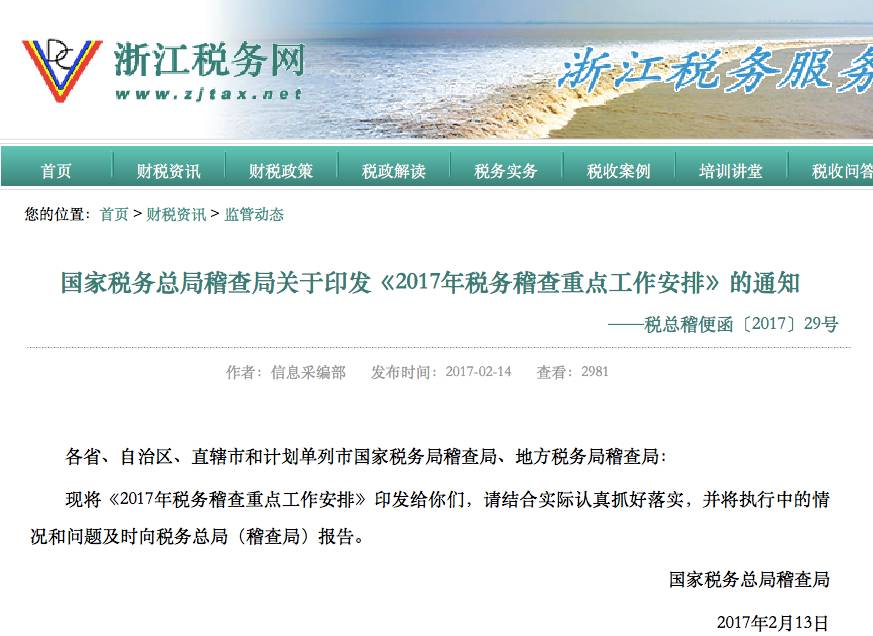 浙江税务网
www.zjtax.net
浙江税务服务
首页 财税资讯 财税政策 税政解读 税务实务 税收案例 培训讲堂 税收问答
您的位置：首页 > 财税资讯 > 监管动态
国家税务总局稽查局关于印发《2017年税务稽查重点工作安排》的通知
——税总稽便函〔2017〕29号
作者：信息采编部 发布时间：2017-02-14 查看：2981
各省、自治区、直辖市和计划单列市国家税务局稽查局、地方税务局稽查局：
现将《2017年税务稽查重点工作安排》印发给你们，请结合实际认真抓好落实，并将执行中的情
况和问题及时向税务总局（稽查局）报告。
国家税务总局稽查局
2017年2月13日